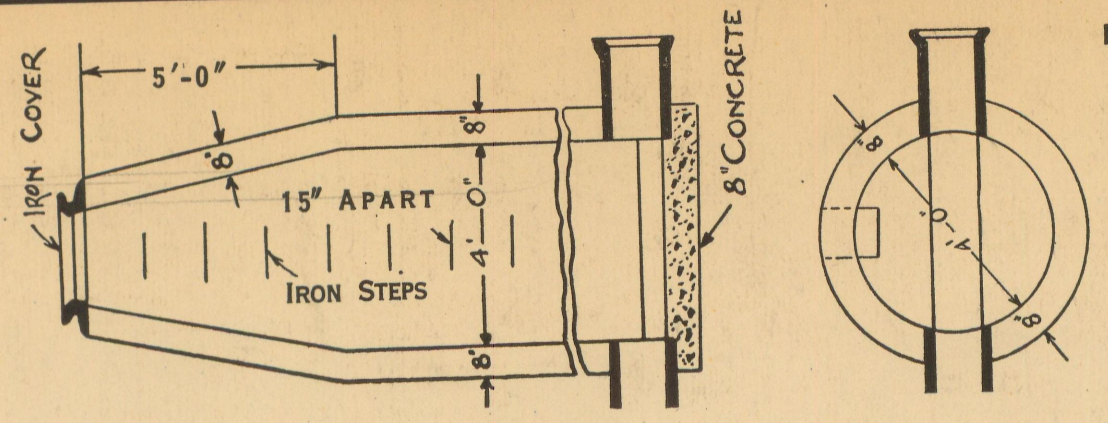 IRON COVER
5'-0"
8'
8"
15" APART
4'-0"
IRON STEPS
8'
8" CONCRETE
8"
4'-0"
8"